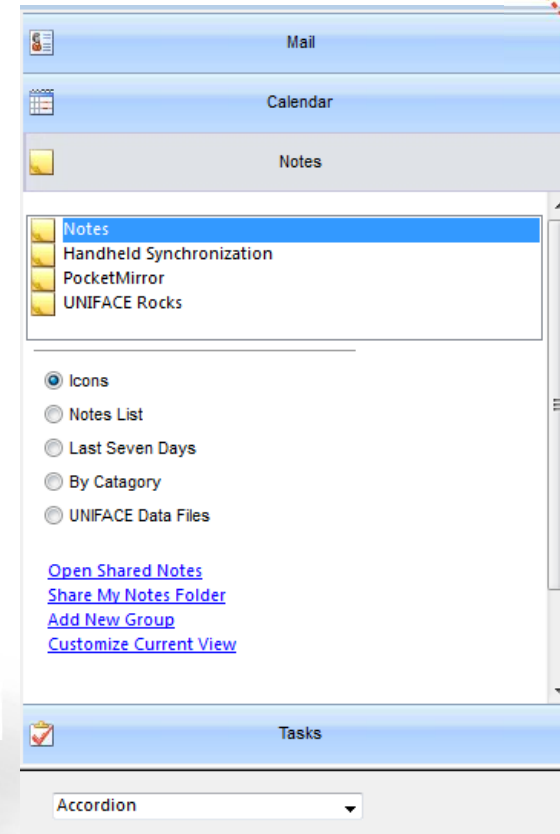 Mail
Calendar
Notes
Notes
Handheld Synchronization
PocketMirror
UNIFACE Rocks
Icons
Notes List
Last Seven Days
By Catagory
UNIFACE Data Files
Open Shared Notes
Share My Notes Folder
Add New Group
Customize Current View
Tasks
Accordion